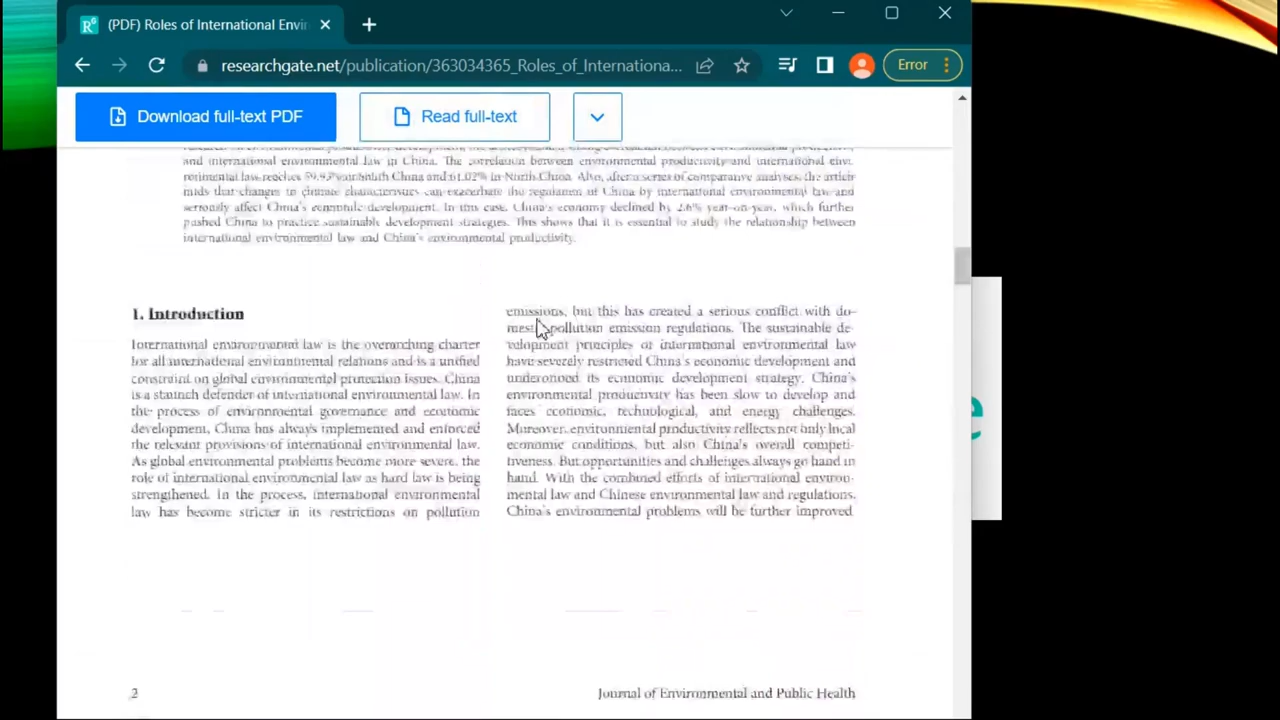 (PDF) Roles of International Envi
researchgate.net/publication/363034365_Roles_of_Internationa...
Error
Download full-text PDF
Read full-text
and international environmental law in China. The correlation between environmental productivity and international envi-
ronmental law reaches in South China and 61.02% in North China. Also, after a series of comparative analyses, the article
finds that changes in climate characteristics can exacerbate the regulation of China by international environmental law and
seriously affect China's economic development. In this case, China's economy declined by 2.6% year-on-year, which further
pushed China to practice sustainable development strategies. This shows that it is essential to study the relationship between
international environmental law and China's environmental productivity.
1. Introduction
International environmental law is the overarching charter
for all international environmental relations and is a unified
constraint on global environmental protection issues. China
is a staunch defender of international environmental law. In
the process of environmental governance and economic
development, China has always implemented and enforced
the relevant provisions of international environmental law.
As global environmental problems become more severe, the
role of international environmental law as hard law is being
strengthened. In the process, international environmental
law has become stricter in its restrictions on pollution
emissions, but this has created a serious conflict with do-
mestic pollution emission regulations. The sustainable de-
velopment principles of international environmental law
have severely restricted China's economic development and
its economic development strategy. China's
environmental productivity has been slow to develop and
faces economic, technological, and energy challenges.
Moreover, environmental productivity reflects not only local
economic conditions, but also China's overall competi-
tiveness. But opportunities and challenges always go hand in
hand. With the combined efforts of international environ-
mental law and Chinese environmental law and regulations,
China's environmental problems will be further improved
2
Journal of Environmental and Public Health
e